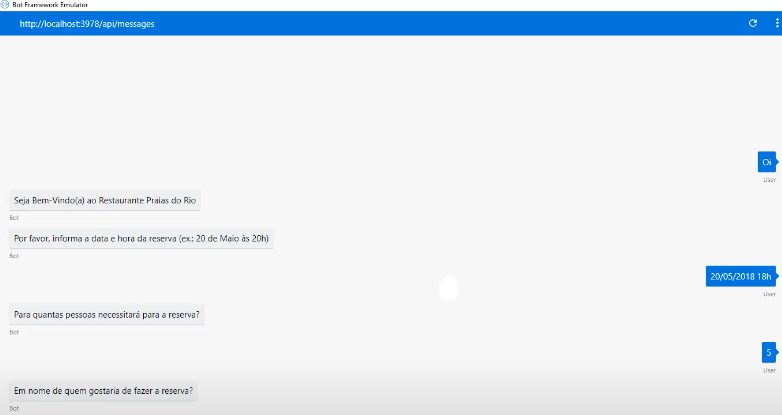 Bot Framework Emulator
http://localhost:3978/api/messages
Oi
User
Seja Bem-Vindo(a) ao Restaurante Praias do Rio
Bot
Por favor, informa a data e hora da reserva (ex.: 20 de Maio às 20h)
Bot
20/05/2018 18h
User
Para quantas pessoas necessitará para a reserva?
Bot
5
User
Em nome de quem gostaria de fazer a reserva?
Bot